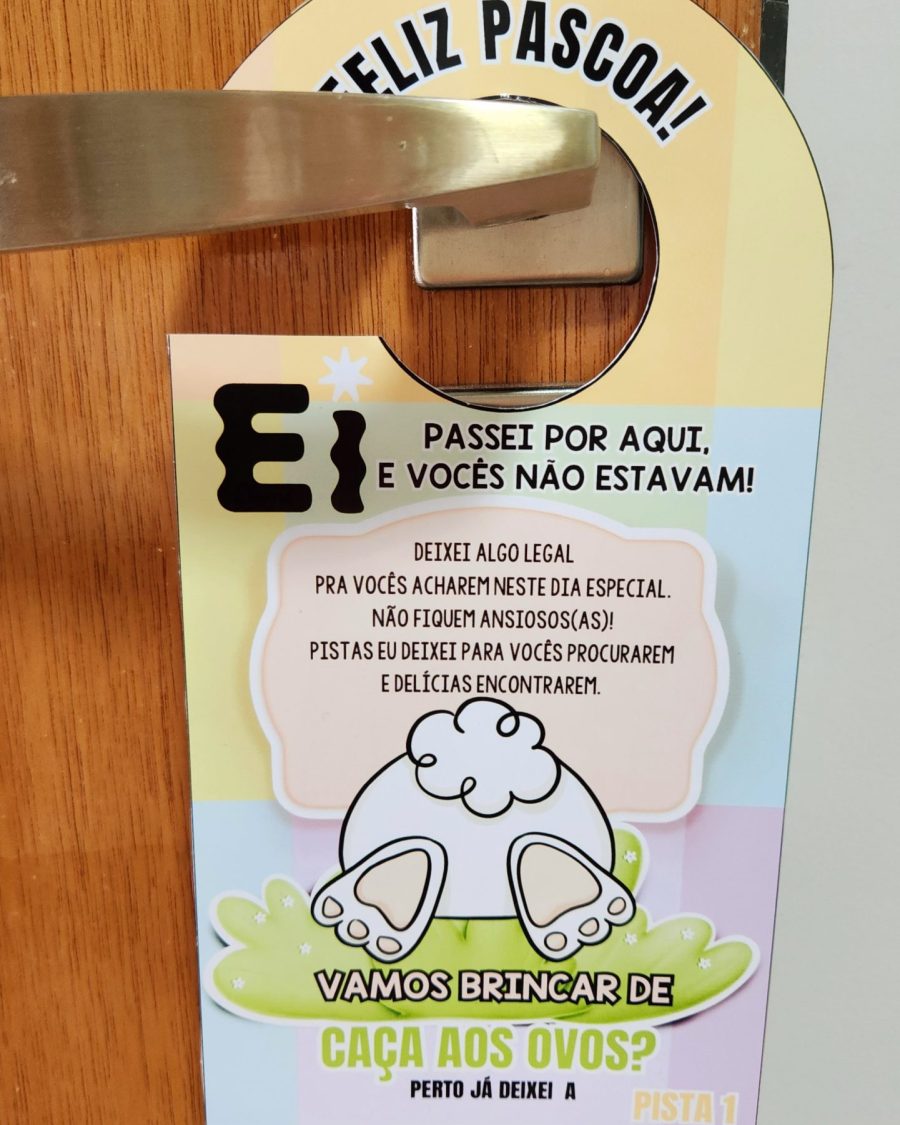 FELIZ PASCOA!
Ei
PASSEI POR AQUI,
E VOCÊS NÃO ESTAVAM!
DEIXEI ALGO LEGAL
PRA VOCÊS ACHAREM NESTE DIA ESPECIAL.
NÃO FIQUEM ANSIOSOS(AS)!
PISTAS EU DEIXEI PARA VOCÊS PROCURAREM
E DELÍCIAS ENCONTRAREM.
VAMOS BRINCAR DE
CAÇA AOS OVOS?
PERTO JÁ DEIXEI A
PISTA 1